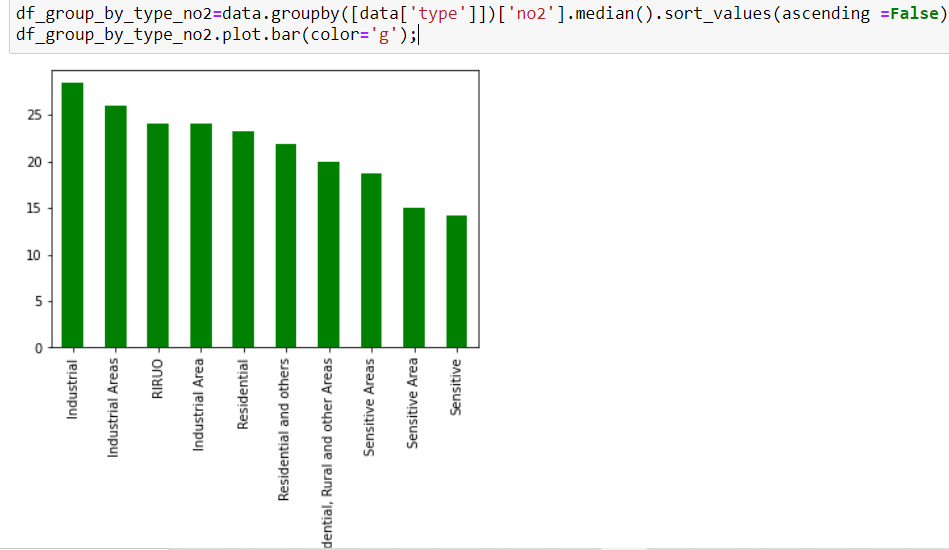 df_group_by_type_no2=data.groupby([data['type']])['no2'].median().sort_values(ascending =False)
df_group_by_type_no2.plot.bar(color='g');
25
20
15
10
5
0
Industrial
Industrial Areas
RIRUO
Industrial Area
Residential
Residential and others
dential, Rural and other Areas
Sensitive Areas
Sensitive Area
Sensitive